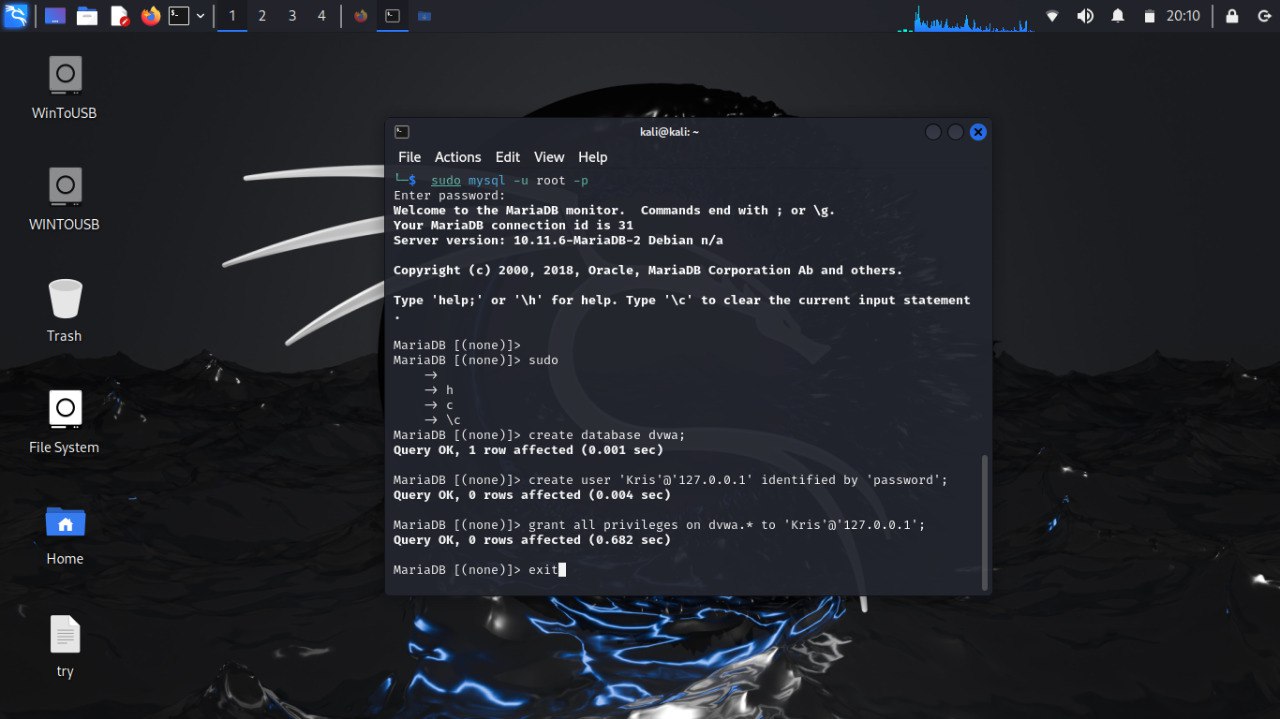 1 2 3 4 20:10
WinToUSB
WINTOUSB
Trash
File System
Home
try
kali@kali: ~
File Actions Edit View Help
└─$ sudo mysql -u root -p
Enter password:
Welcome to the MariaDB monitor.  Commands end with ; or \g.
Your MariaDB connection id is 31
Server version: 10.11.6-MariaDB-2 Debian n/a
Copyright (c) 2000, 2018, Oracle, MariaDB Corporation Ab and others.
Type 'help;' or '\h' for help. Type '\c' to clear the current input statement
.
MariaDB [(none)]>
MariaDB [(none)]> sudo
->
-> h
-> c
-> \c
MariaDB [(none)]> create database dvwa;
Query OK, 1 row affected (0.001 sec)
MariaDB [(none)]> create user 'Kris'@'127.0.0.1' identified by 'password';
Query OK, 0 rows affected (0.004 sec)
MariaDB [(none)]> grant all privileges on dvwa.* to 'Kris'@'127.0.0.1';
Query OK, 0 rows affected (0.682 sec)
MariaDB [(none)]> exit